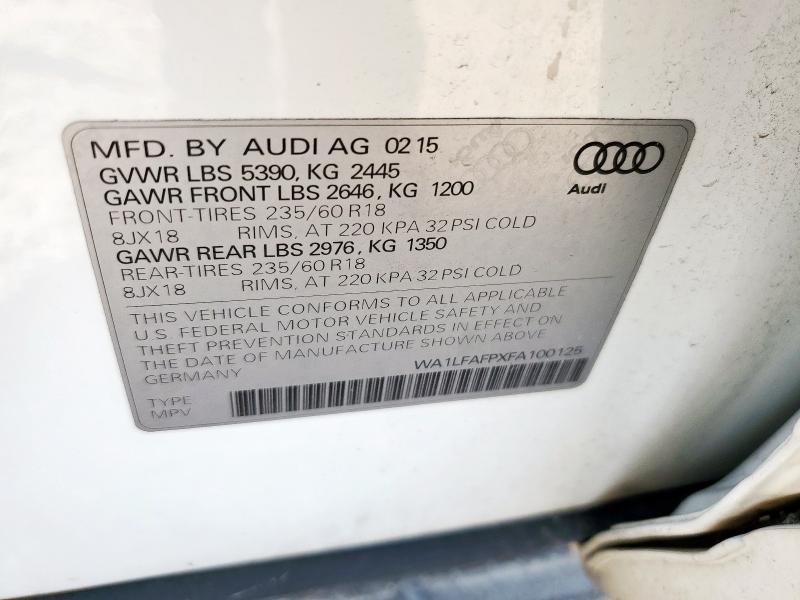 MFD. BY AUDI AG 02 15
GVWR LBS 5390, KG 2445
GAWR FRONT LBS 2646, KG 1200
FRONT-TIRES 235/60 R18
8JX18 RIMS, AT 220 KPA 32 PSI COLD
GAWR REAR LBS 2976, KG 1350
REAR-TIRES 235/60 R18
8JX18 RIMS, AT 220 KPA 32 PSI COLD
Audi
THIS VEHICLE CONFORMS TO ALL APPLICABLE
U.S. FEDERAL MOTOR VEHICLE SAFETY AND
THEFT PREVENTION STANDARDS IN EFFECT ON
THE DATE OF MANUFACTURE SHOWN ABOVE
GERMANY WA1LFAFPXFA100125
TYPE
MPV